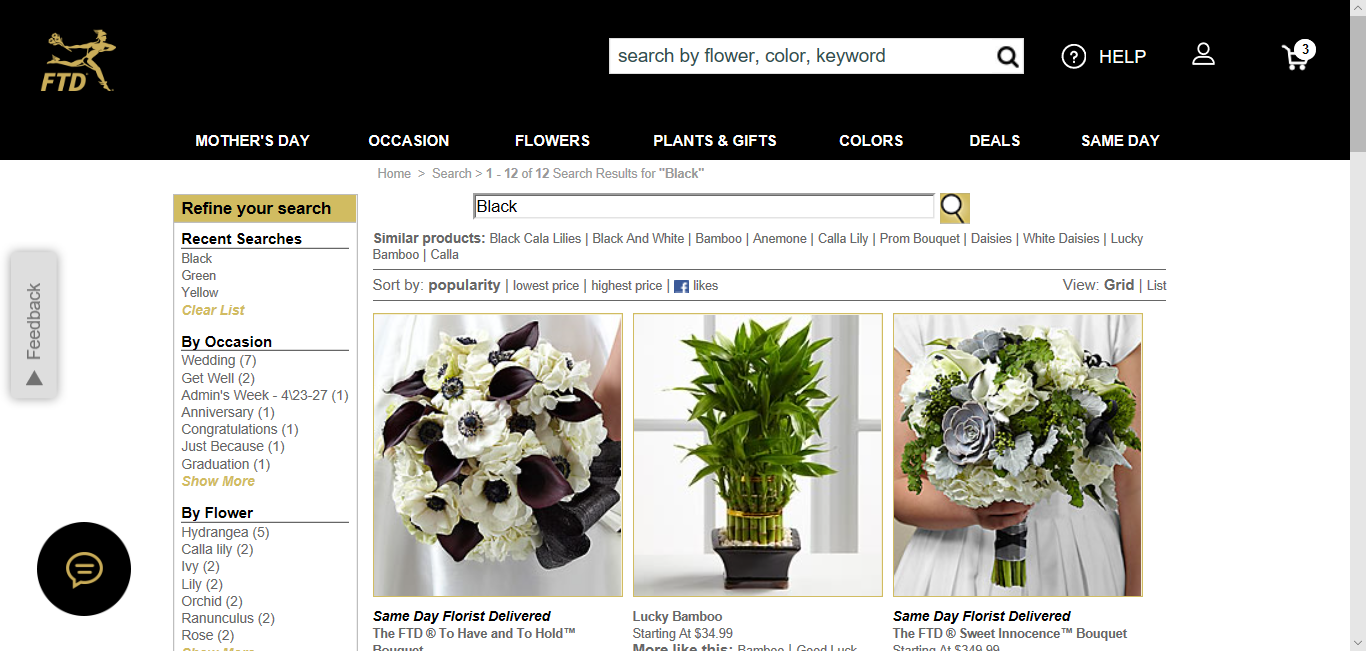 FTD
search by flower, color, keyword
? HELP
3
MOTHER'S DAY OCCASION FLOWERS PLANTS & GIFTS COLORS DEALS SAME DAY
Home > Search > 1 - 12 of 12 Search Results for "Black"
Refine your search
Recent Searches
Black
Green
Yellow
Clear List
By Occasion
Wedding (7)
Get Well (2)
Admin's Week - 4\23-27 (1)
Anniversary (1)
Congratulations (1)
Just Because (1)
Graduation (1)
Show More
By Flower
Hydrangea (5)
Calla lily (2)
Ivy (2)
Lily (2)
Orchid (2)
Ranunculus (2)
Rose (2)
Show More
Feedback
Black
Similar products: Black Cala Lilies | Black And White | Bamboo | Anemone | Calla Lily | Prom Bouquet | Daisies | White Daisies | Lucky
Bamboo | Calla
Sort by: popularity | lowest price | highest price | f likes
View: Grid | List
Same Day Florist Delivered
The FTD ® To Have and To Hold™
Bouquet
Lucky Bamboo
Starting At $34.99
More like this: Bamboo | Good Luck
Same Day Florist Delivered
The FTD ® Sweet Innocence™ Bouquet
Starting At $349.99